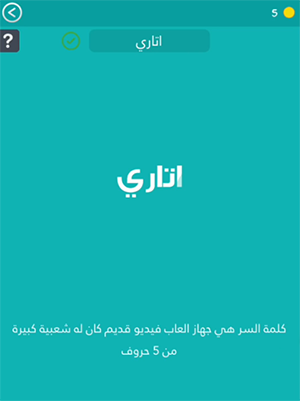 5
?
اتاري
اتاري
كلمة السر هي جهاز العاب فيديو قديم كان له شعبية كبيرة
من 5 حروف